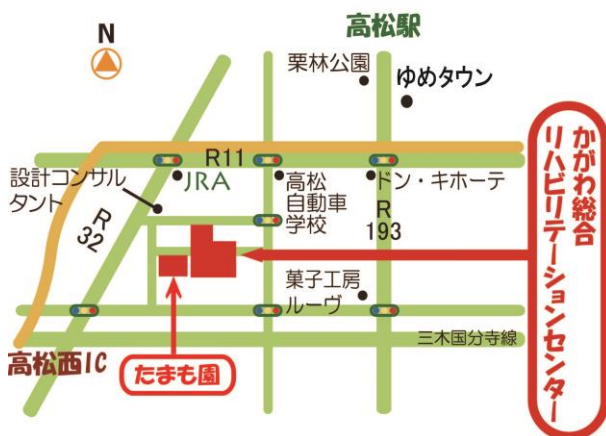 高松駅
N
栗林公園
ゆめタウン
R11
設計コンサル
タント
JRA
高松
自動車
学校
ドン・キホーテ
R
32
R
193
菓子工房
ルーヴ
三木国分寺線
高松西IC
たまも園
かがわ総合
リハビリテーションセンター